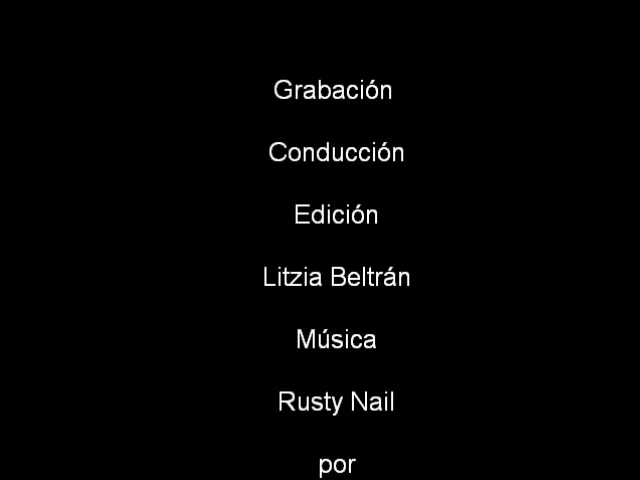 Grabación
Conducción
Edición
Litzia Beltrán
Música
Rusty Nail
por